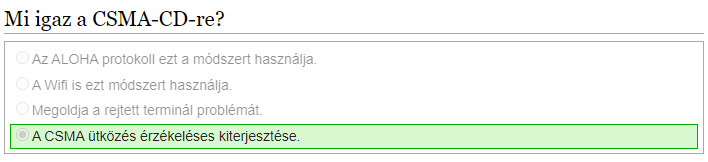 Mi igaz a CSMA-CD-re?
Az ALOHA protokoll ezt a módszert használja.
A Wifi is ezt módszert használja.
Megoldja a rejtett terminál problémát.
A CSMA ütközés érzékeléses kiterjesztése.